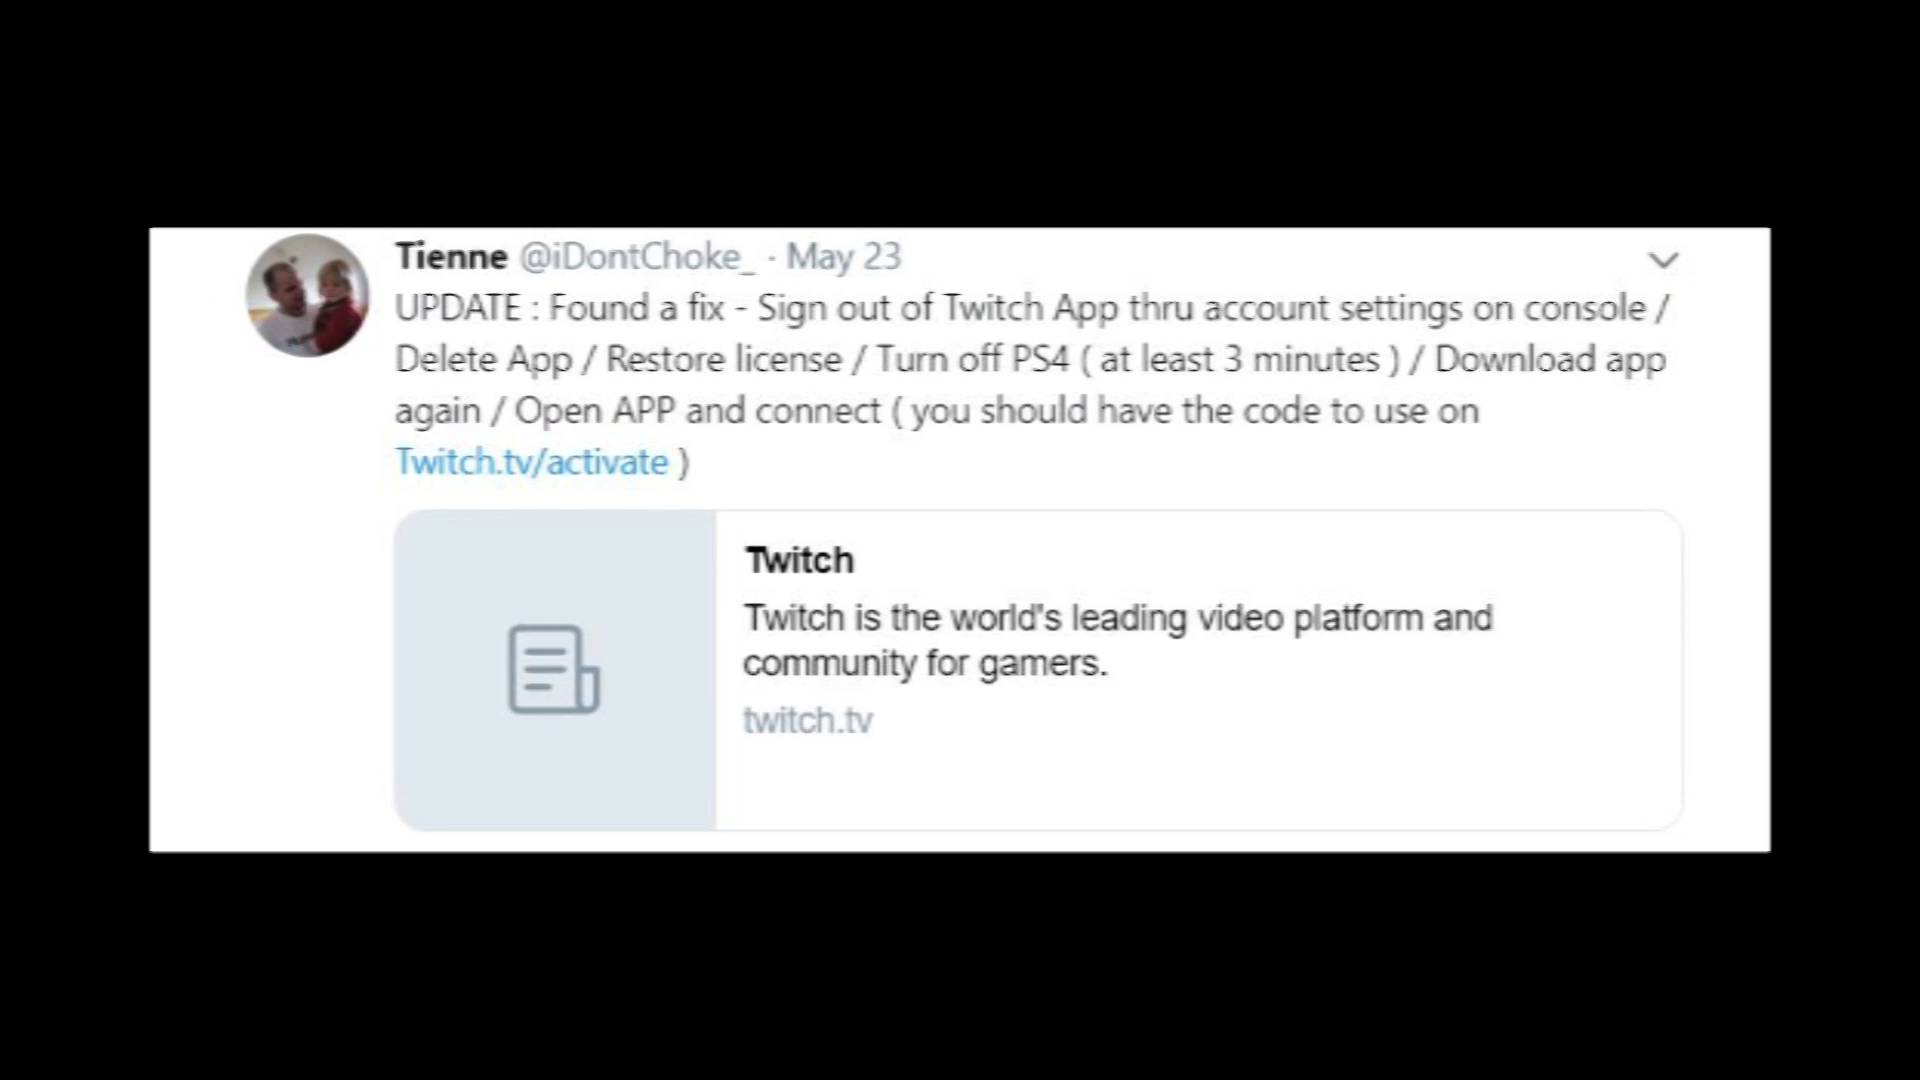 Tienne @iDontChoke_ · May 23
UPDATE : Found a fix - Sign out of Twitch App thru account settings on console /
Delete App / Restore license / Turn off PS4 ( at least 3 minutes ) / Download app
again / Open APP and connect ( you should have the code to use on
Twitch.tv/activate )
Twitch
Twitch is the world's leading video platform and
community for gamers.
twitch.tv